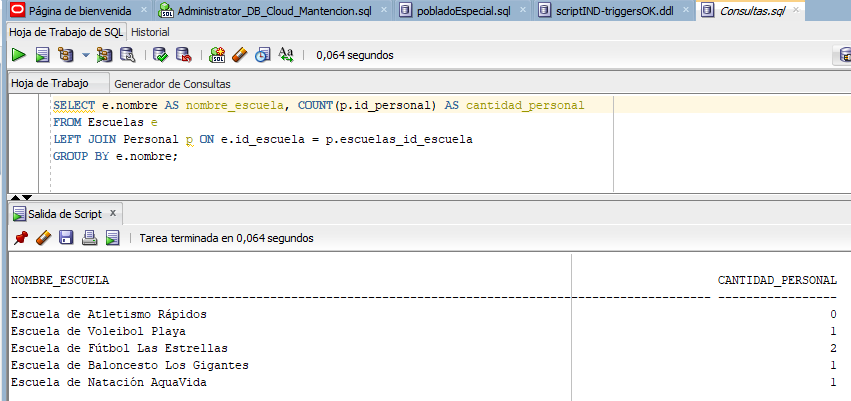 Página de bienvenida × Administrator_DB_Cloud_Mantencion.sql × pobladoEspecial.sql × scriptIND-triggersOK.ddl × Consultas.sql ×
Hoja de Trabajo de SQL Historial
0,064 segundos
Hoja de Trabajo Generador de Consultas
SELECT e.nombre AS nombre_escuela, COUNT(p.id_personal) AS cantidad_personal
FROM Escuelas e
LEFT JOIN Personal p ON e.id_escuela = p.escuelas_id_escuela
GROUP BY e.nombre;
Salida de Script ×
Tarea terminada en 0,064 segundos
NOMBRE_ESCUELA CANTIDAD_PERSONAL
Escuela de Atletismo Rápidos 0
Escuela de Voleibol Playa 1
Escuela de Fútbol Las Estrellas 2
Escuela de Baloncesto Los Gigantes 1
Escuela de Natación AquaVida 1